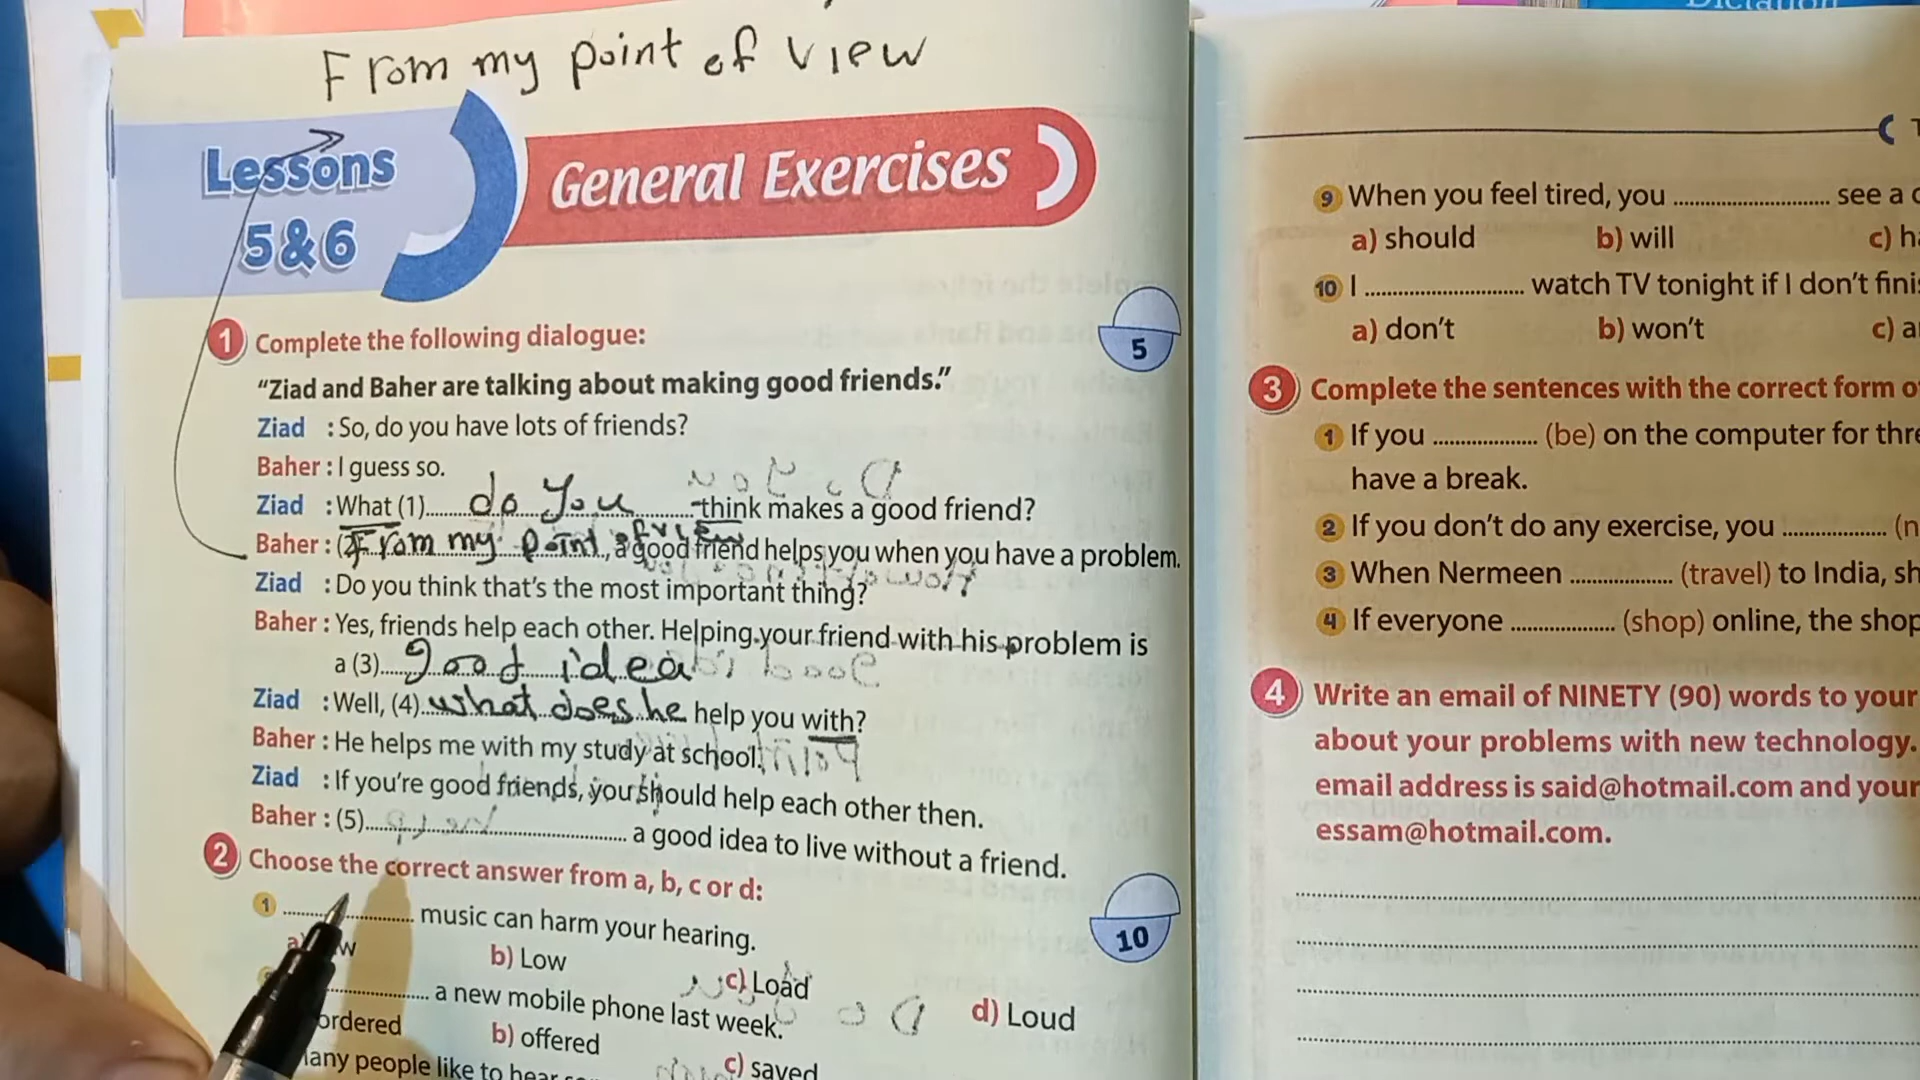 From my point of view
Lessons
5&6
General Exercises
1 Complete the following dialogue:
5
"Ziad and Baher are talking about making good friends."
Ziad : So, do you have lots of friends?
Baher : I guess so.
Ziad : What (1) do you think makes a good friend?
Baher : (2) From my point of view, a good friend helps you when you have a problem.
Ziad : Do you think that's the most important thing?
Baher : Yes, friends help each other. Helping your friend with his problem is
a (3) good idea
Ziad : Well, (4) what does he help you with?
Baher : He helps me with my study at school.
Ziad : If you're good friends, you should help each other then.
Baher : (5)........ a good idea to live without a friend.
2 Choose the correct answer from a, b, c or d:
10
1 ........ music can harm your hearing.
b) Low c) Load d) Loud
........ a new mobile phone last week.
ordered b) offered c) saved
any people like to hear
9 When you feel tired, you ........ see a
a) should b) will c)
10 I ........ watch TV tonight if I don't
a) don't b) won't c)
3 Complete the sentences with the correct form
1 If you ........ (be) on the computer for
have a break.
2 If you don't do any exercise, you ........
3 When Nermeen ........ (travel) to India,
4 If everyone ........ (shop) online, the
4 Write an email of NINETY (90) words to your
about your problems with new technology.
email address is said@hotmail.com and your
essam@hotmail.com.